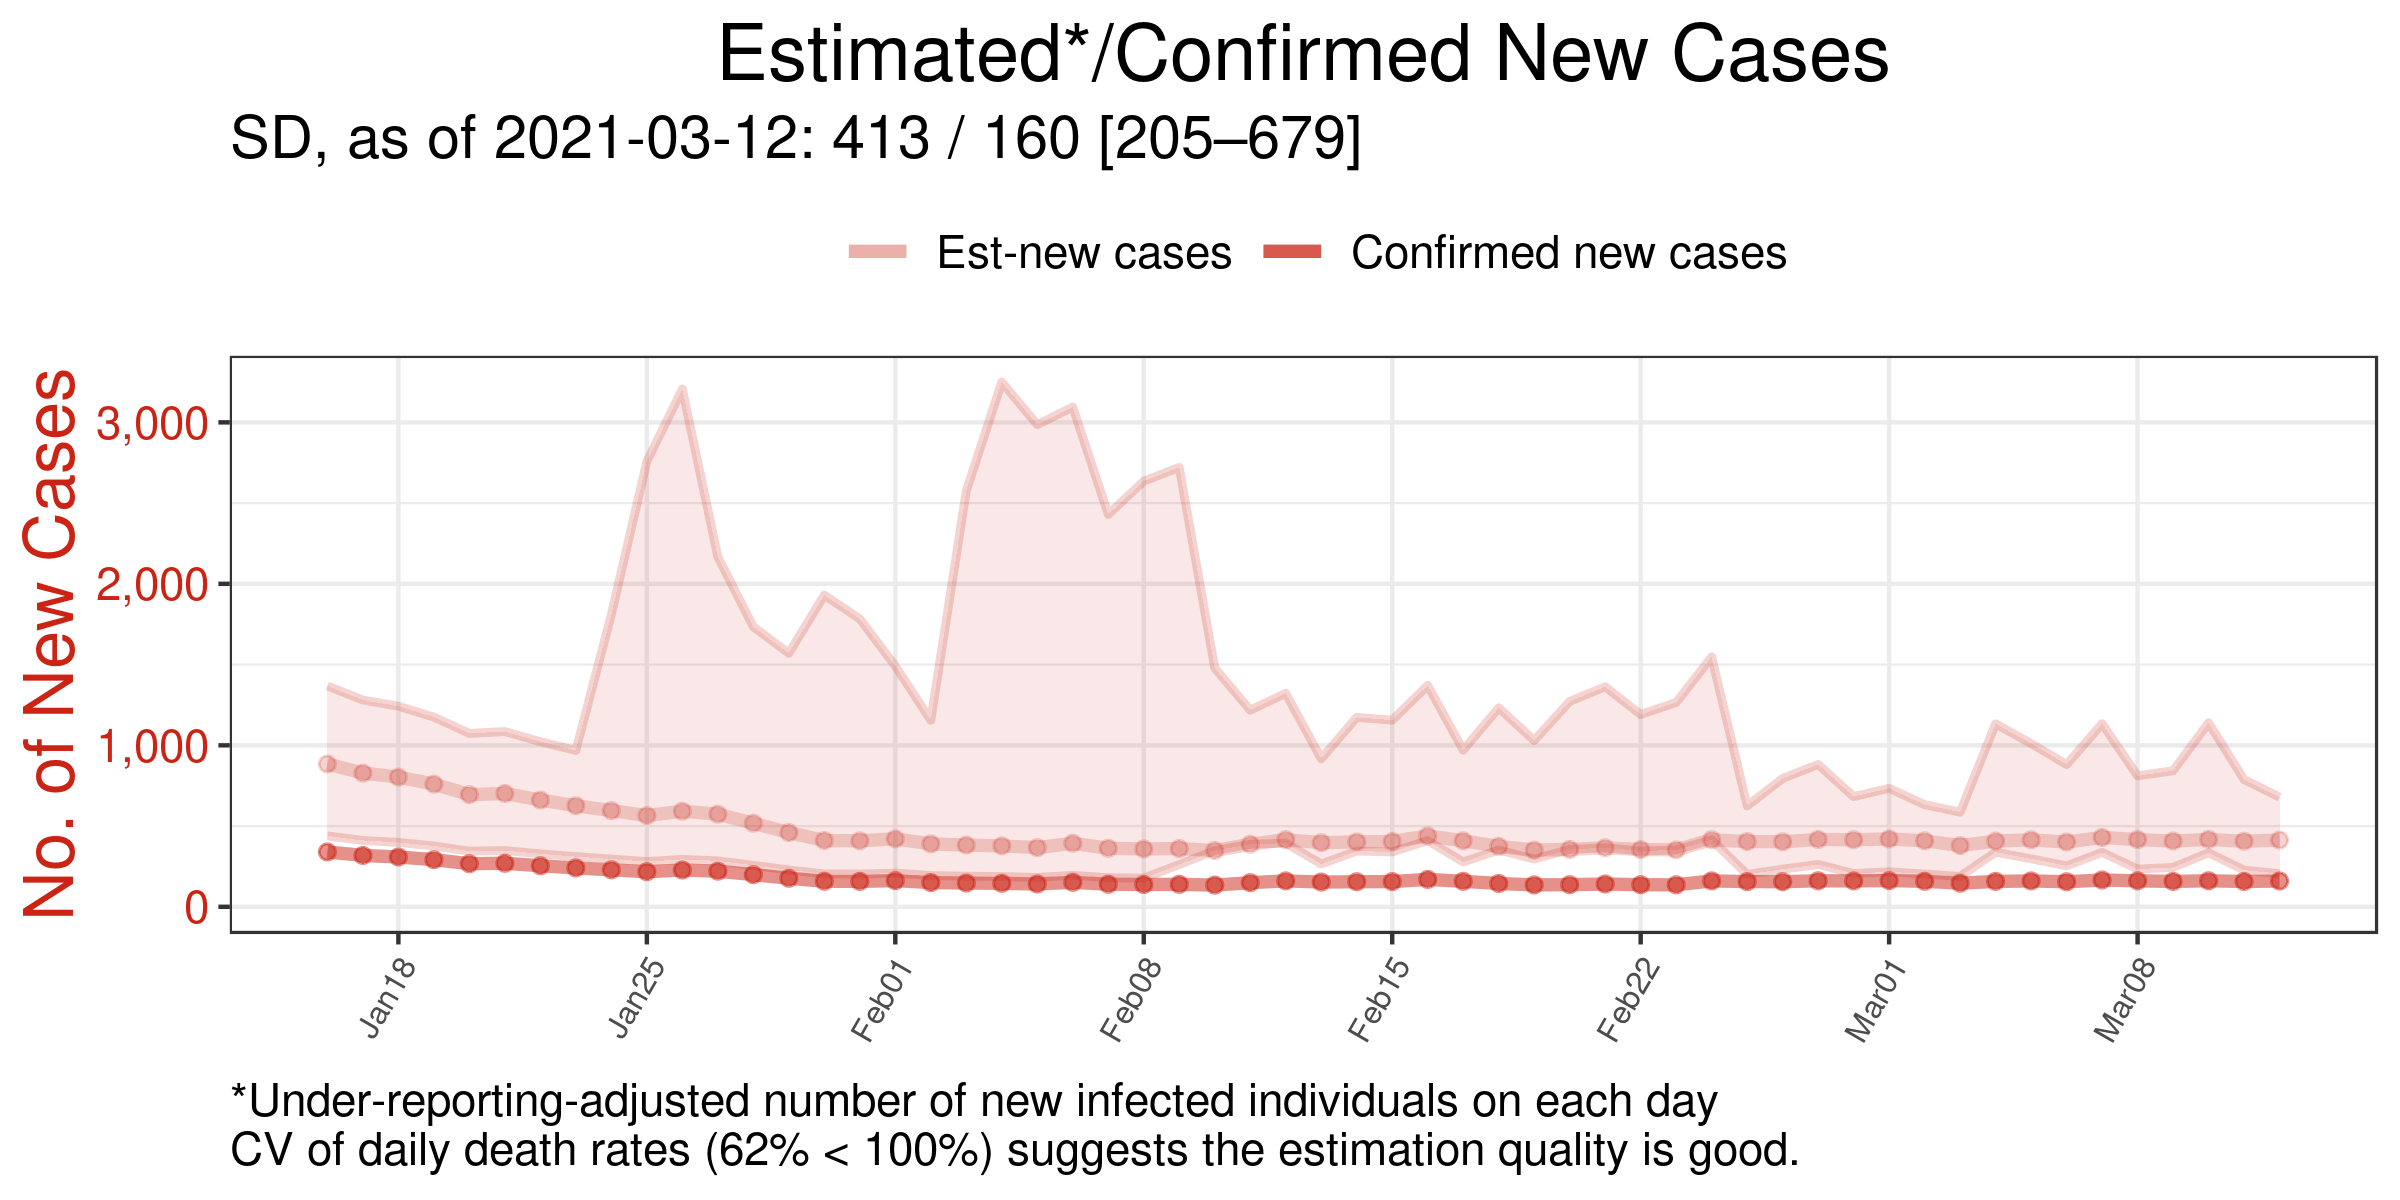 Estimated*/Confirmed New Cases
SD, as of 2021-03-12: 413 / 160 [205–679]
Est-new cases Confirmed new cases
No. of New Cases
3,000
2,000
1,000
0
Jan18 Jan25 Feb01 Feb08 Feb15 Feb22 Mar01 Mar08
*Under-reporting-adjusted number of new infected individuals on each day
CV of daily death rates (62% < 100%) suggests the estimation quality is good.